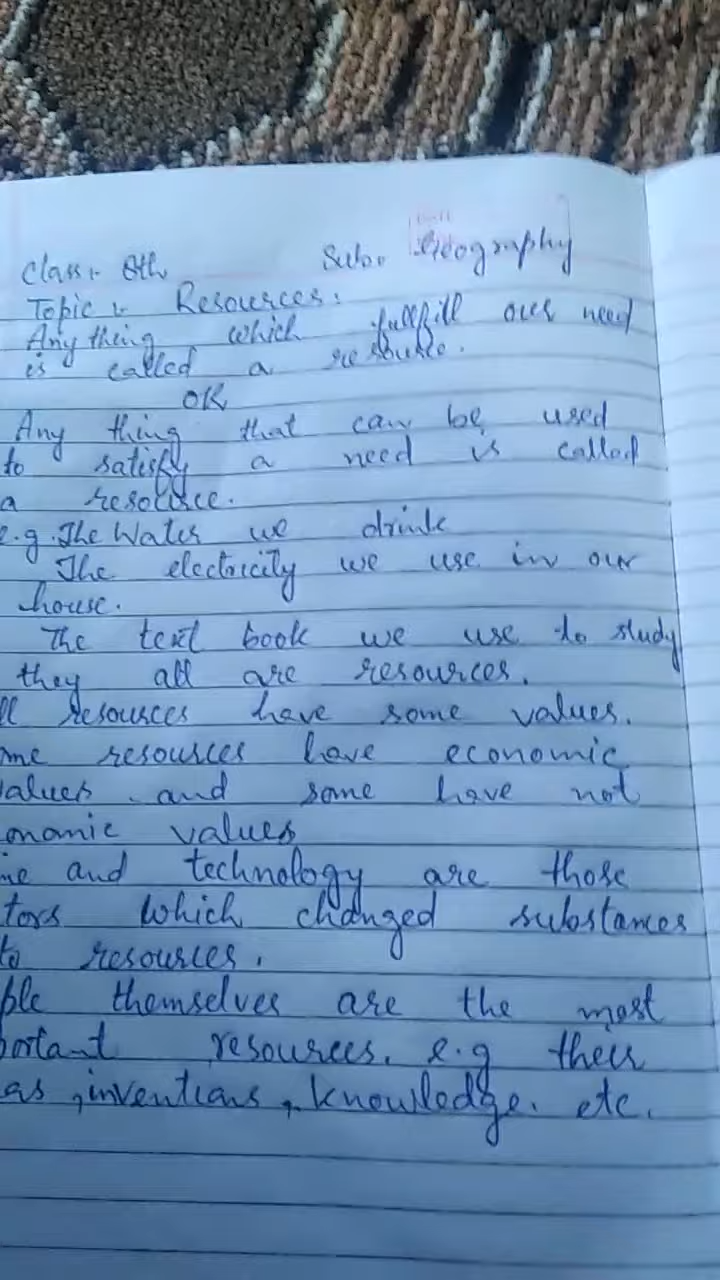 Class:- 8th Sub:- Geography
Topic:- Resources:
Any thing which fullfill our need
is called a resource.
OR
Any thing that can be used
to satisfy a need is called
a resource.
e.g. The Water we drink
The electricity we use in our
house.
The text book we use to study
they all are resources.
ll resources have some values.
me resources have economic
alues and some have not
onomic values
me and technology are those
tors which changed substances
to resources.
ple themselves are the most
portant resources. e.g their
as, inventions, knowledge. etc.